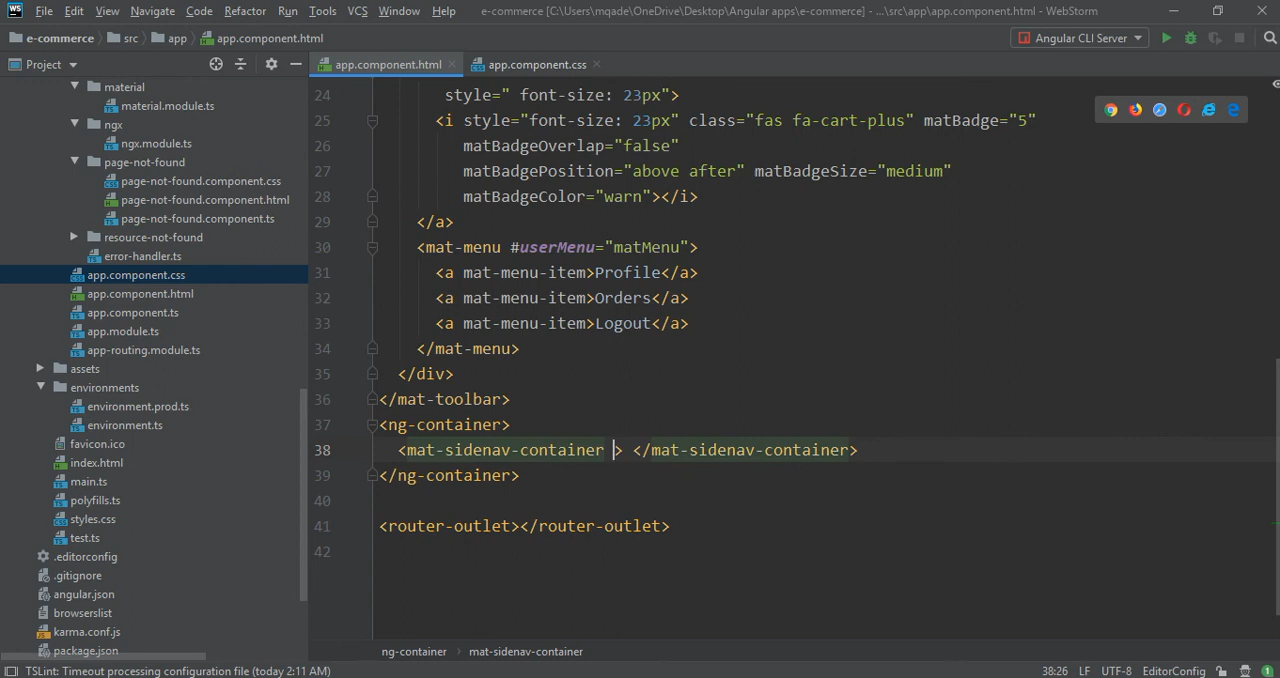 WS File Edit View Navigate Code Refactor Run Tools VCS Window Help e-commerce [C:\Users\mqade\OneDrive\Desktop\Angular apps\e-commerce] - ...\src\app\app.component.html - WebStorm
e-commerce src app app.component.html Angular CLI Server
Project app.component.html app.component.css
material
material.module.ts
ngx
ngx.module.ts
page-not-found
page-not-found.component.css
page-not-found.component.html
page-not-found.component.ts
resource-not-found
error-handler.ts
app.component.css
app.component.html
app.component.ts
app.module.ts
app-routing.module.ts
assets
environments
environment.prod.ts
environment.ts
favicon.ico
index.html
main.ts
polyfills.ts
styles.css
test.ts
.editorconfig
.gitignore
angular.json
browserslist
karma.conf.js
package.json
24 style=" font-size: 23px">
25 <i style="font-size: 23px" class="fas fa-cart-plus" matBadge="5"
26 matBadgeOverlap="false"
27 matBadgePosition="above after" matBadgeSize="medium"
28 matBadgeColor="warn"></i>
29 </a>
30 <mat-menu #userMenu="matMenu">
31 <a mat-menu-item>Profile</a>
32 <a mat-menu-item>Orders</a>
33 <a mat-menu-item>Logout</a>
34 </mat-menu>
35 </div>
36 </mat-toolbar>
37 <ng-container>
38 <mat-sidenav-container > </mat-sidenav-container>
39 </ng-container>
40
41 <router-outlet></router-outlet>
42
ng-container mat-sidenav-container
TSLint: Timeout processing configuration file (today 2:11 AM) 38:26 LF UTF-8 EditorConfig 1